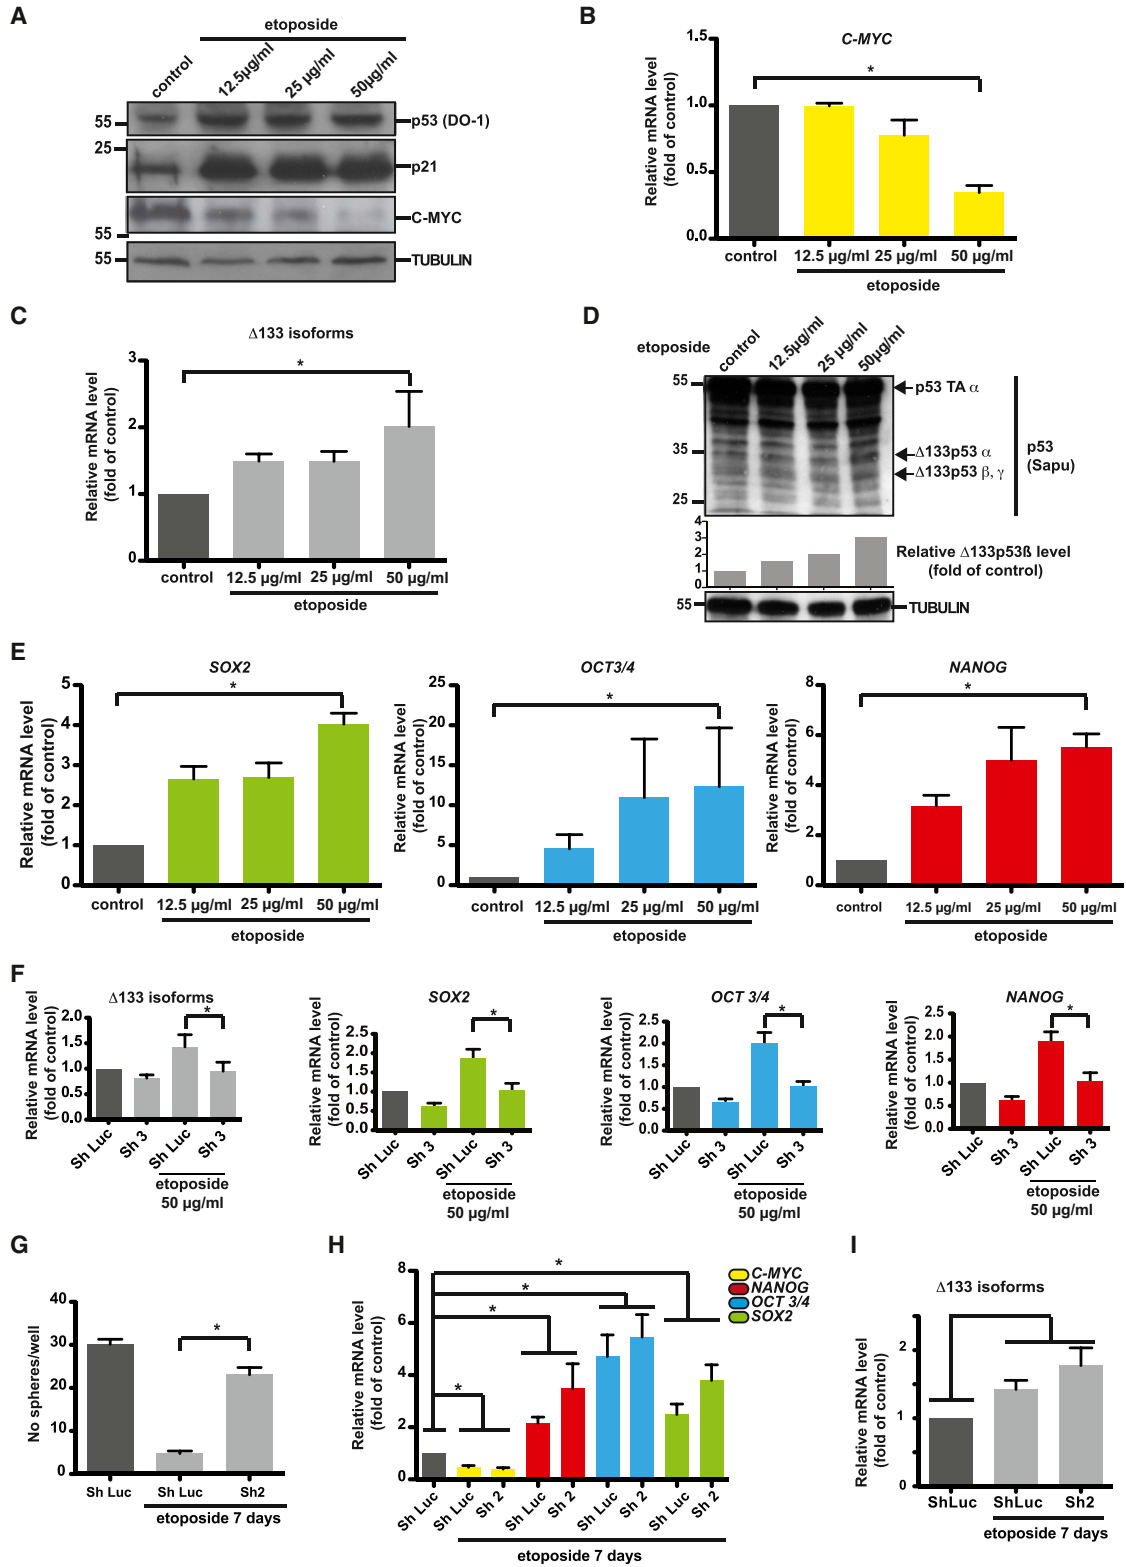 A
etoposide
control
12.5µg/ml
25 µg/ml
50µg/ml
55
p53 (DO-1)
25
p21
C-MYC
55
55
TUBULIN
B
C-MYC
*
Relative mRNA level
(fold of control)
1.5
1.0
0.5
0.0
control
12.5 µg/ml
25 µg/ml
50 µg/ml
etoposide
C
Δ133 isoforms
*
Relative mRNA level
(fold of control)
3
2
1
0
control
12.5 µg/ml
25 µg/ml
50 µg/ml
etoposide
D
etoposide
control
12.5µg/ml
25 µg/ml
50µg/ml
55
35
25
p53 TA α
Δ133p53 α
Δ133p53 β, γ
p53
(Sapu)
4
3
2
1
0
Relative Δ133p53ß level
(fold of control)
55
TUBULIN
E
SOX2
*
Relative mRNA level
(fold of control)
5
4
3
2
1
0
control
12.5 µg/ml
25 µg/ml
50 µg/ml
etoposide
OCT3/4
*
Relative mRNA level
(fold of control)
25
20
15
10
5
0
control
12.5 µg/ml
25 µg/ml
50 µg/ml
etoposide
NANOG
*
Relative mRNA level
(fold of control)
8
6
4
2
0
control
12.5 µg/ml
25 µg/ml
50 µg/ml
etoposide
F
Δ133 isoforms
*
Relative mRNA level
(fold of control)
2.0
1.5
1.0
0.5
0.0
Sh Luc
Sh 3
Sh Luc
Sh 3
etoposide
50 µg/ml
SOX2
*
Relative mRNA level
(fold of control)
2.5
2.0
1.5
1.0
0.5
0.0
Sh Luc
Sh 3
Sh Luc
Sh 3
etoposide
50 µg/ml
OCT 3/4
*
Relative mRNA level
(fold of control)
2.5
2.0
1.5
1.0
0.5
0.0
Sh Luc
Sh 3
Sh Luc
Sh 3
etoposide
50 µg/ml
NANOG
*
Relative mRNA level
(fold of control)
2.5
2.0
1.5
1.0
0.5
0.0
Sh Luc
Sh 3
Sh Luc
Sh 3
etoposide
50 µg/ml
G
*
No spheres/well
40
30
20
10
0
Sh Luc
Sh Luc
Sh2
etoposide 7 days
H
C-MYC
NANOG
OCT 3/4
SOX2
*
*
*
*
Relative mRNA level
(fold of control)
8
6
4
2
0
Sh Luc
Sh Luc
Sh 2
Sh Luc
Sh 2
Sh Luc
Sh 2
Sh Luc
Sh 2
etoposide 7 days
I
Δ133 isoforms
Relative mRNA level
(fold of control)
2
1
0
ShLuc
ShLuc
Sh2
etoposide 7 days